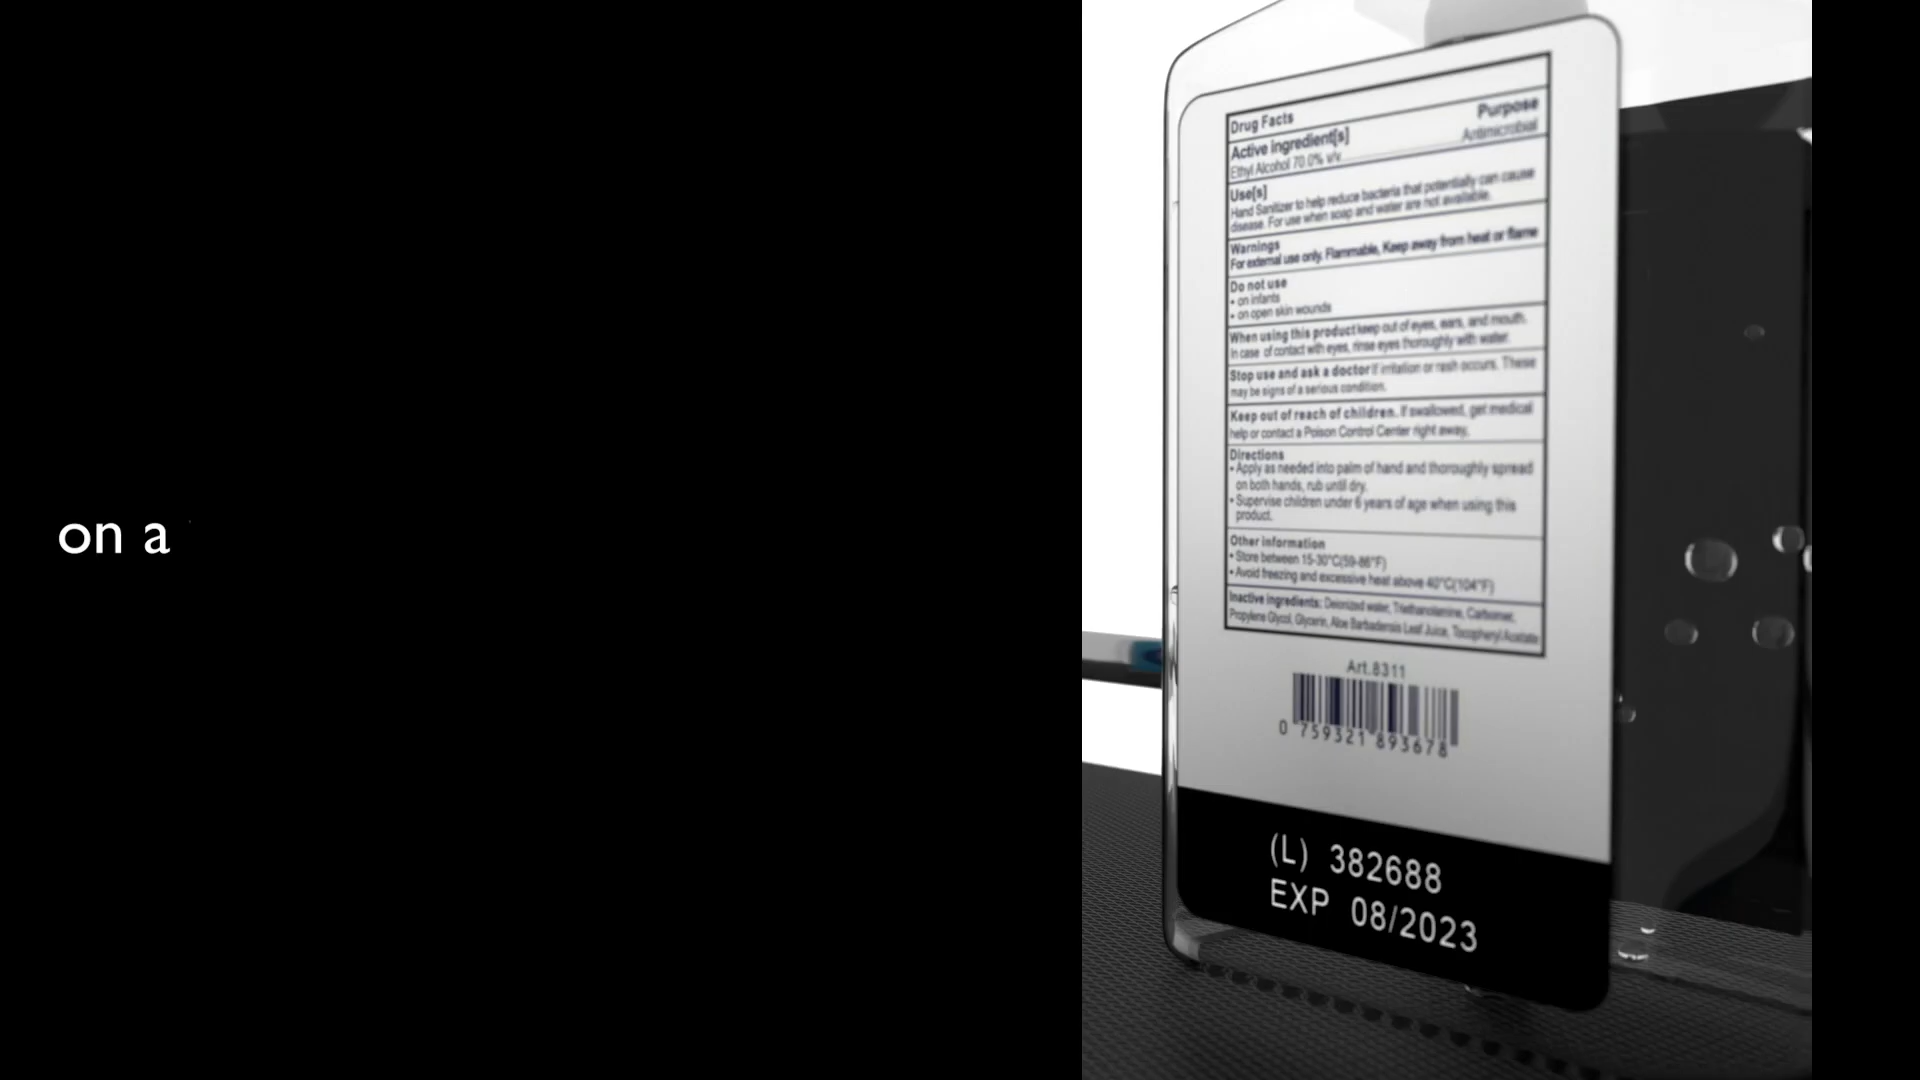 on a
Drug Facts
Active ingredient[s]
Purpose
Ethyl Alcohol 70.0% v/v
Antimicrobial
Use[s]
Hand Sanitizer to help reduce bacteria that potentially can cause
disease. For use when soap and water are not available.
Warnings
For external use only. Flammable, Keep away from heat or flame
Do not use
• on infants
• on open skin wounds
When using this product keep out of eyes, ears, and mouth.
In case of contact with eyes, rinse eyes thoroughly with water.
Stop use and ask a doctor if irritation or rash occurs. These
may be signs of a serious condition.
Keep out of reach of children. If swallowed, get medical
help or contact a Poison Control Center right away.
Directions
• Apply as needed into palm of hand and thoroughly spread
on both hands, rub until dry.
• Supervise children under 6 years of age when using this
product.
Other information
• Store between 15-30°C(59-86°F)
• Avoid freezing and excessive heat above 40°C(104°F)
Inactive ingredients: Deionized water, Triethanolamine, Carbomer,
Propylene Glycol, Glycerin, Aloe Barbadensis Leaf Juice, Tocopheryl Acetate
Art.8311
0 759321 893678
(L) 382688
EXP 08/2023